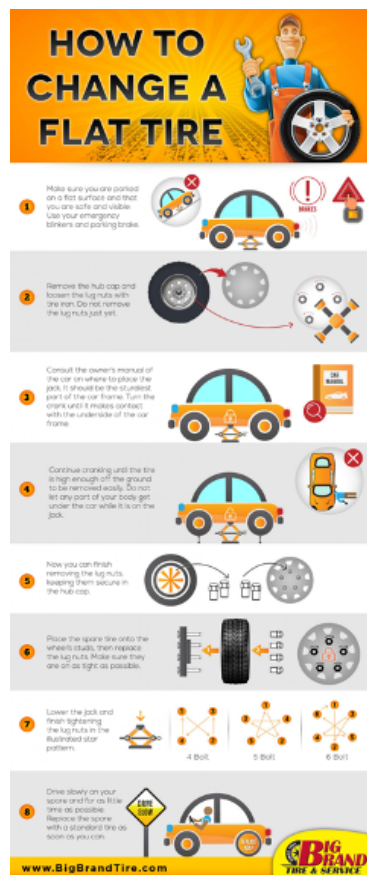 HOW TO
CHANGE A
FLAT TIRE
1
Make sure you are parked
on a flat surface and that
you are safe and visible.
Use your emergency
blinkers and parking brake.
BRAKES
2
Remove the hub cap and
loosen the lug nuts with
tire iron. Do not remove
the lug nuts just yet.
3
Consult the owner's manual of
the car on where to place the
jack. It should be the sturdiest
part of the car frame. Turn the
crank until it makes contact
with the underside of the car
frame.
CAR
MANUAL
4
Continue cranking until the tire
is high enough off the ground
to be removed easily. Do not
let any part of your body get
under the car while it is on the
jack.
5
Now you can finish
removing the lug nuts,
keeping them secure in
the hub cap.
6
Place the spare tire onto the
wheels studs, then replace
the lug nuts. Make sure they
are on as tight as possible.
7
Lower the jack and
finish tightening
the lug nuts in the
illustrated star
pattern.
4 Bolt
5 Bolt
6 Bolt
8
Drive slowly on your
spare and for as little
time as possible.
Replace the spare
with a standard tire as
soon as you can.
DRIVE
SLOW
www.BigBrandTire.com
BIG
BRAND
TIRE & SERVICE